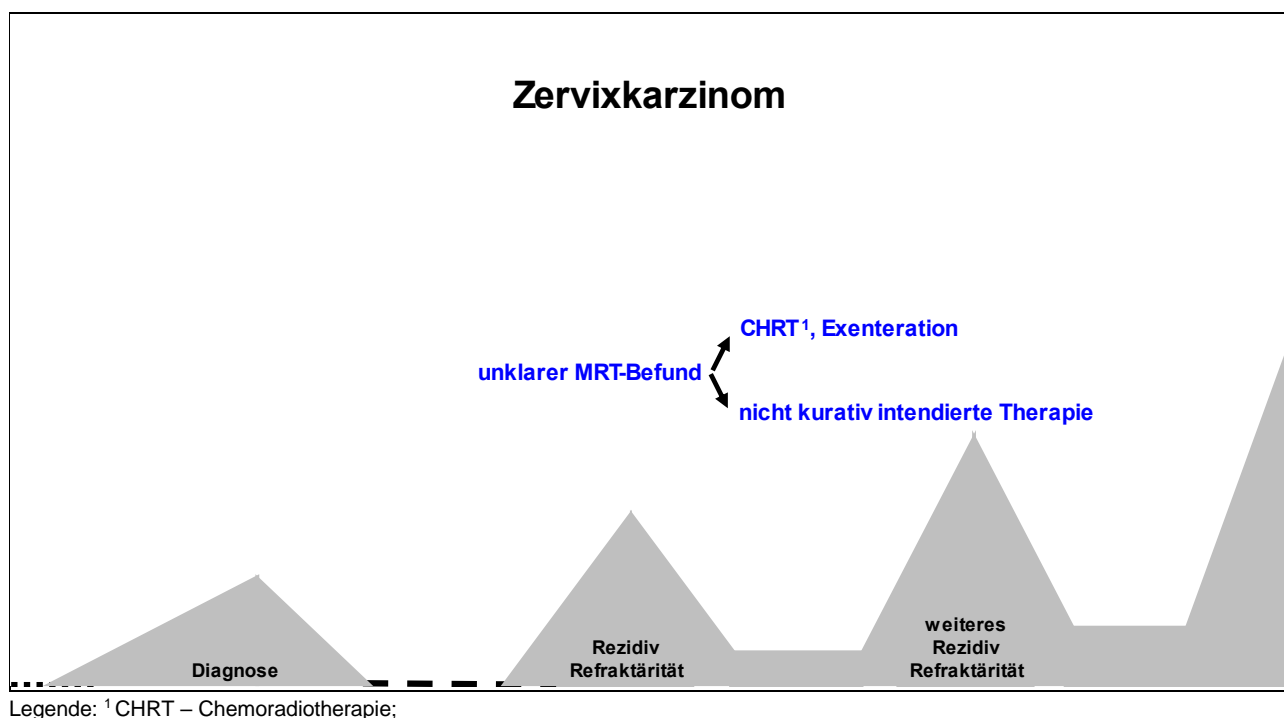 Zervixkarzinom
CHRT¹, Exenteration
unklarer MRT-Befund
nicht kurativ intendierte Therapie
Diagnose
Rezidiv
Refraktärität
weiteres
Rezidiv
Refraktärität
Legende: ¹ CHRT – Chemoradiotherapie;